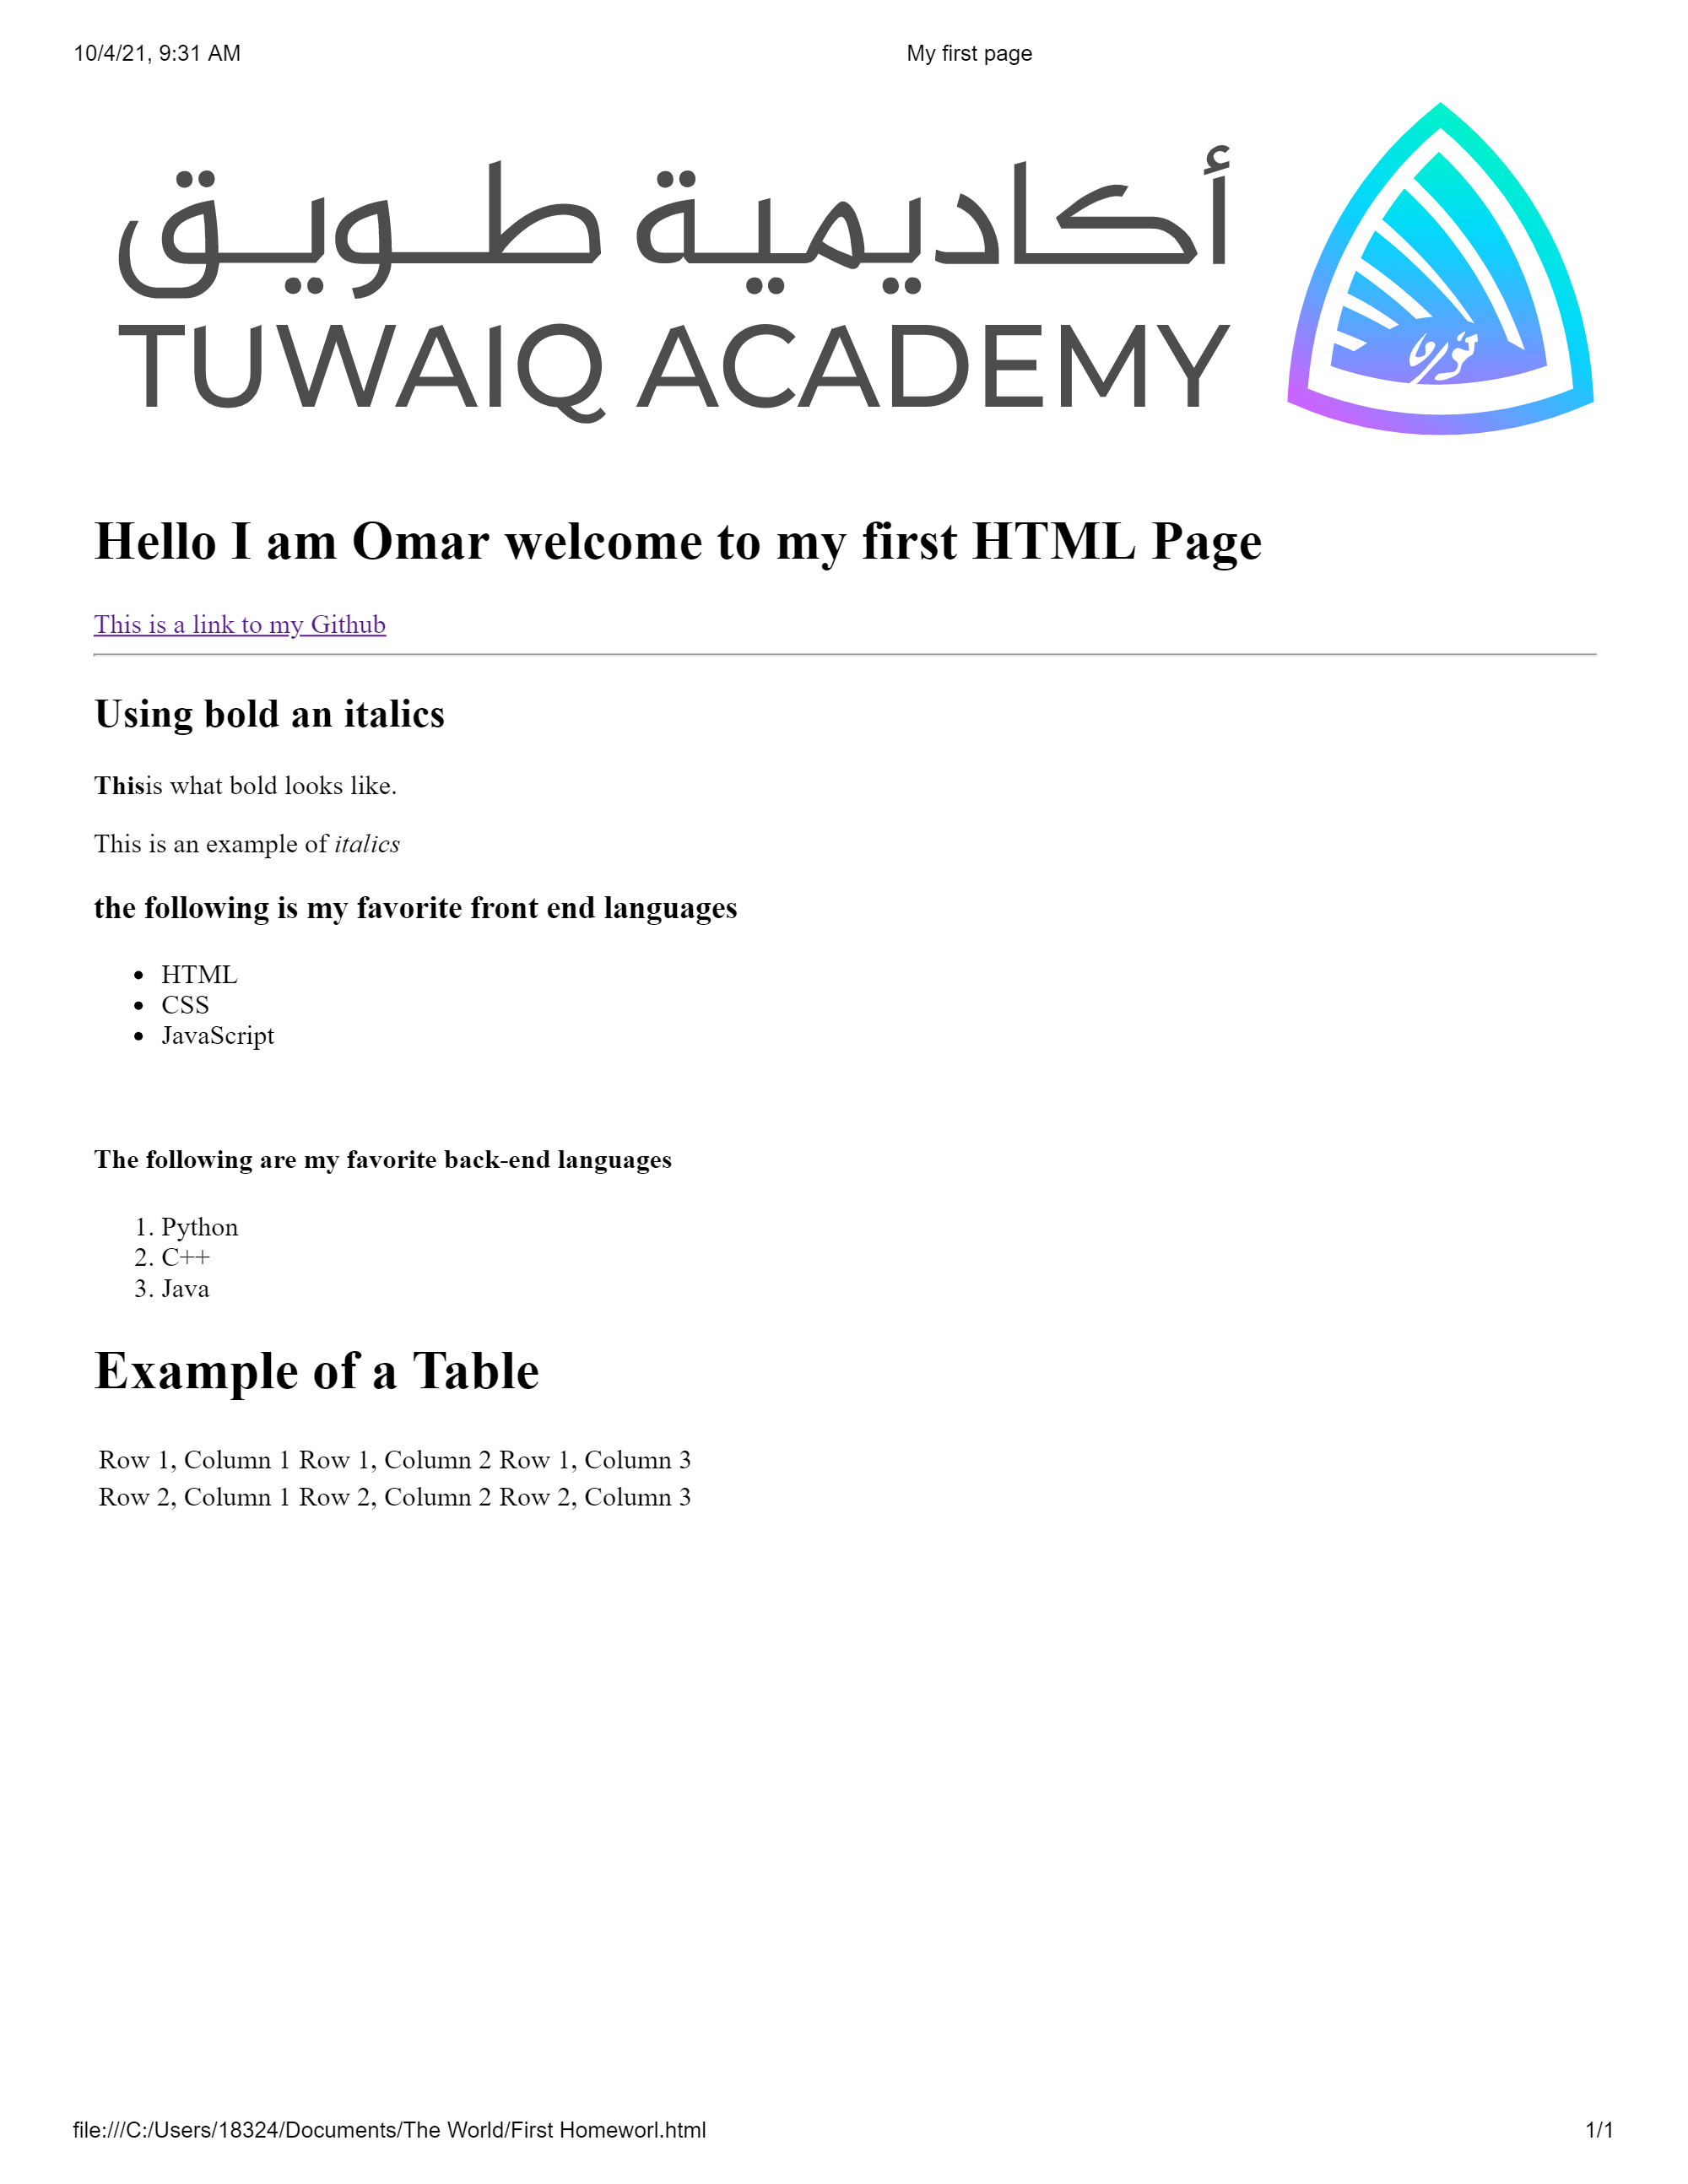 10/4/21, 9:31 AM My first page
أكاديمية طويق
TUWAIQ ACADEMY
Hello I am Omar welcome to my first HTML Page
This is a link to my Github
Using bold an italics
Thisis what bold looks like.
This is an example of italics
the following is my favorite front end languages
• HTML
• CSS
• JavaScript
The following are my favorite back-end languages
1. Python
2. C++
3. Java
Example of a Table
Row 1, Column 1 Row 1, Column 2 Row 1, Column 3
Row 2, Column 1 Row 2, Column 2 Row 2, Column 3
file:///C:/Users/18324/Documents/The World/First Homeworl.html 1/1